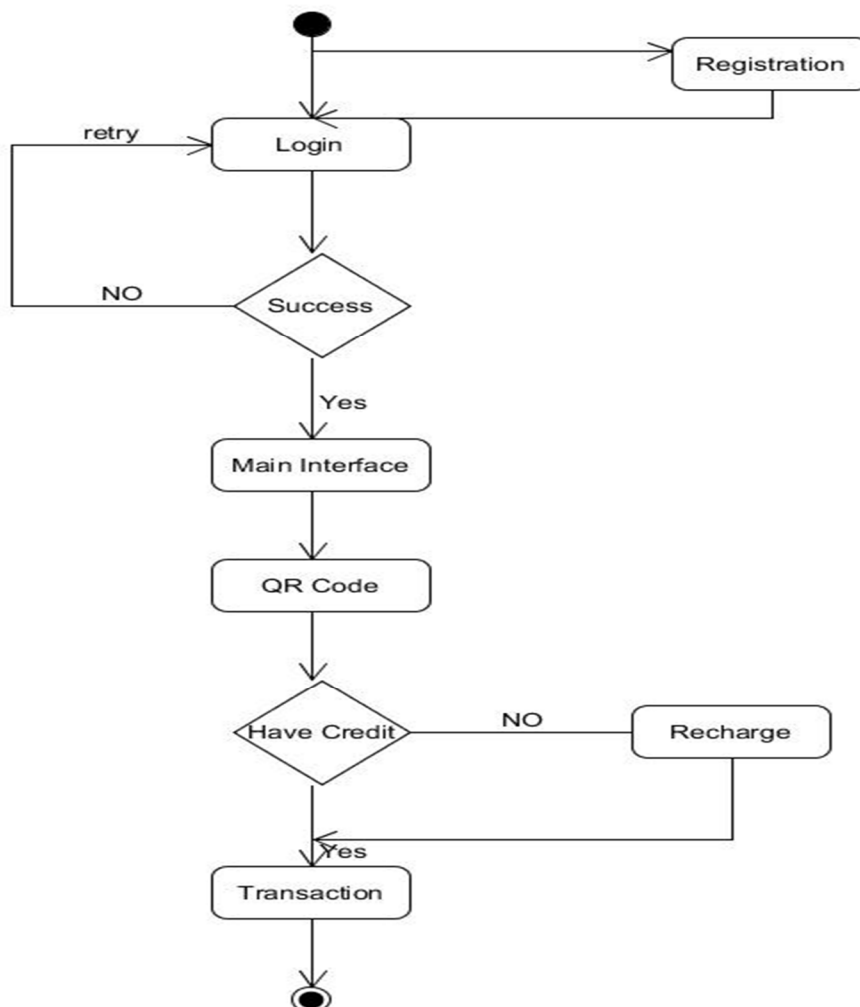 Registration
Login
retry
NO
Success
Yes
Main Interface
QR Code
Have Credit
NO
Recharge
Yes
Transaction